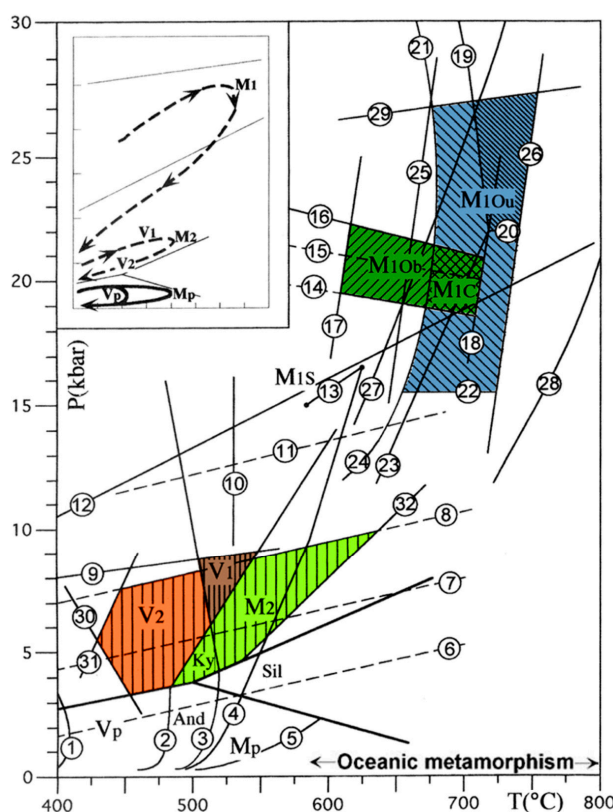 30
21
19
M1
29
26
25
25
M1Ou
V1
M2
V2
16
20
Vp
Mp
15
M1Ob
20
14
M1C
P(kbar)
17
18
M1S
13
27
22
28
15
11
24
23
10
12
32
10
9
8
V1
30
V2
M2
7
31
5
Ky
6
Sil
Vp
And
4
1
2
3
Mp
5
Oceanic metamorphism
0
400
500
600
T(°C)
800